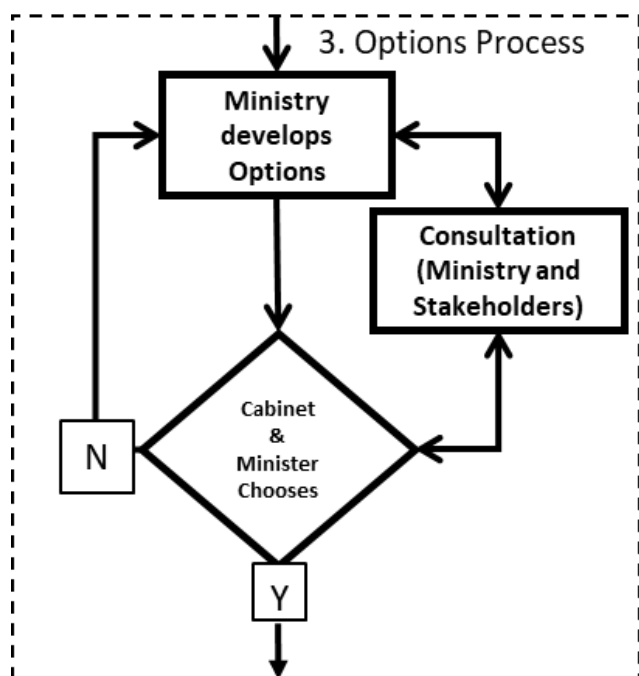 3. Options Process
Ministry
develops
Options
Consultation
(Ministry and
Stakeholders)
Cabinet
&
Minister
Chooses
N
Y